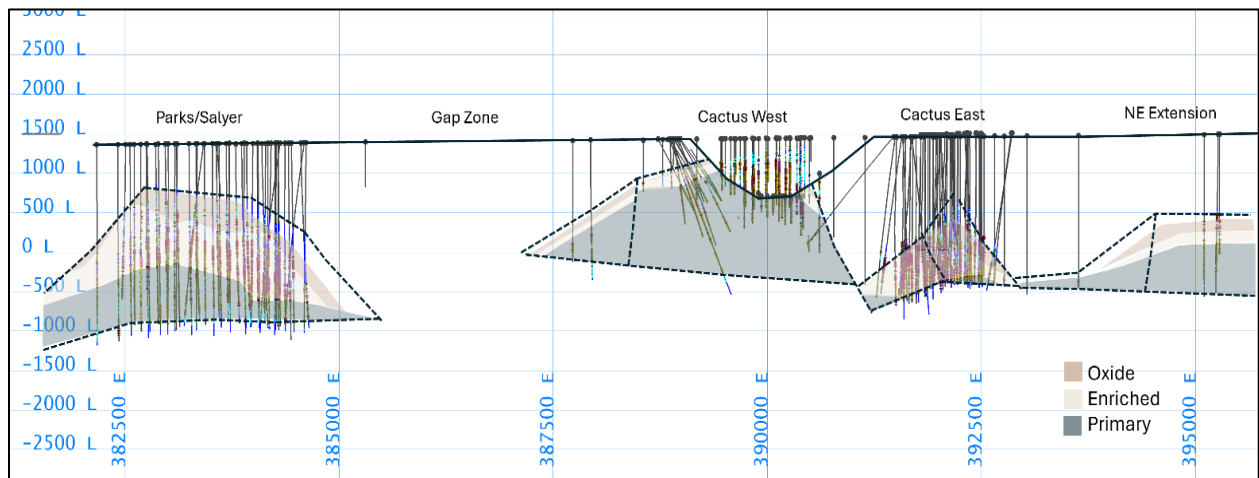 3000 L
2500 L
2000 L
Parks/Salyer
Gap Zone
Cactus West
Cactus East
NE Extension
1500 L
1000 L
500 L
0 L
-500 L
-1000 L
-1500 L
-2000 L
-2500 L
Oxide
Enriched
Primary
382500 E
385000 E
387500 E
390000 E
392500 E
395000 E